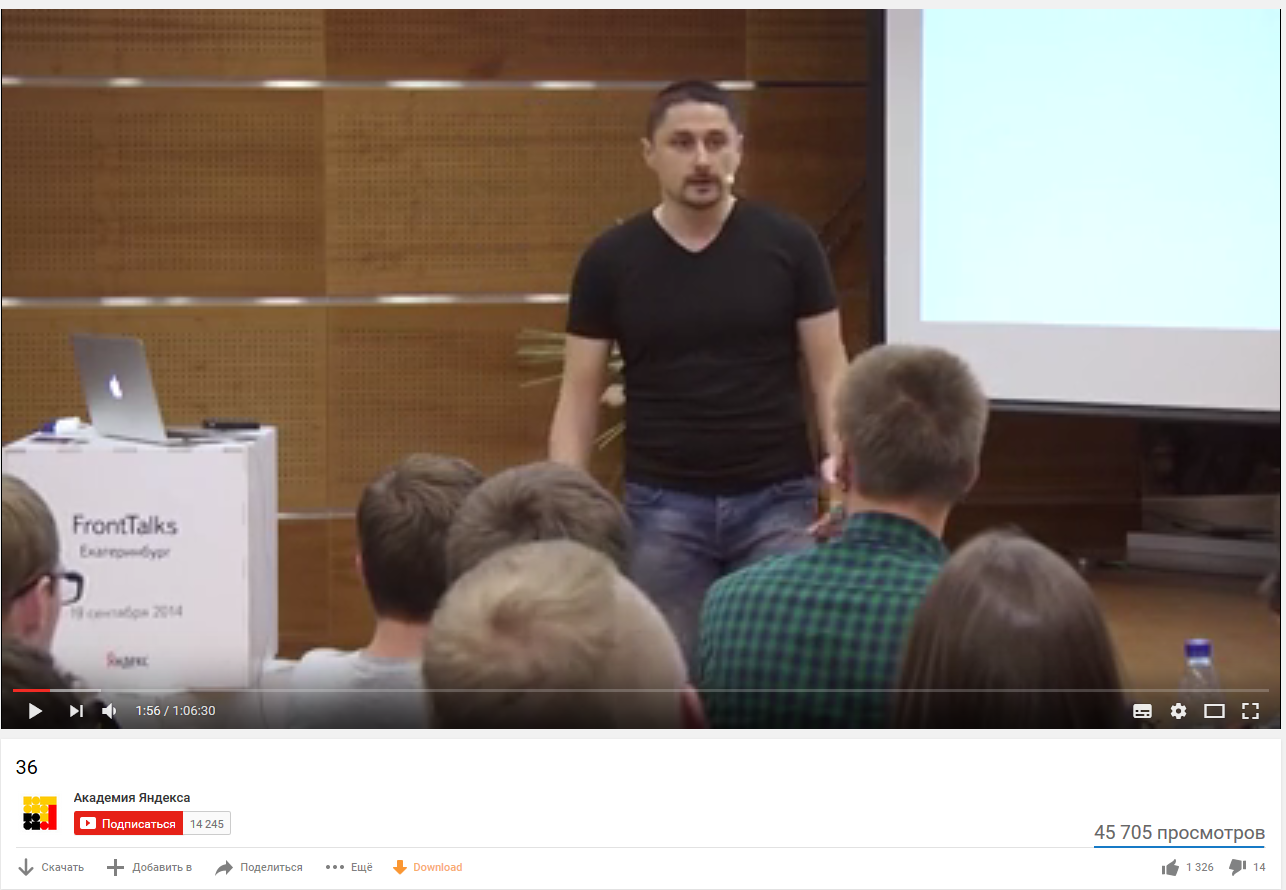 FrontTalks
Екатеринбург
19 сентября 2014
Яндекс
1:56 / 1:06:30
36
Академия Яндекса
Подписаться 14 245
45 705 просмотров
Скачать Добавить в Поделиться Ещё Download 1 326 14